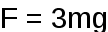 F = 3mg